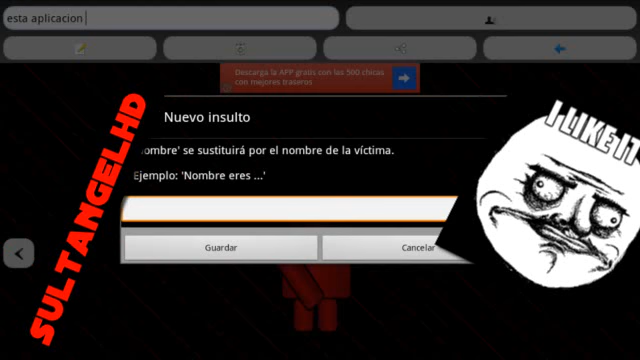 esta aplicacion
Descarga la APP gratis con las 500 chicas
con mejores traseros
Nuevo insulto
ombre' se sustituirá por el nombre de la víctima.
Ejemplo: 'Nombre eres ...'
Guardar
Cancelar
SULTANGELHD
I LIKE IT